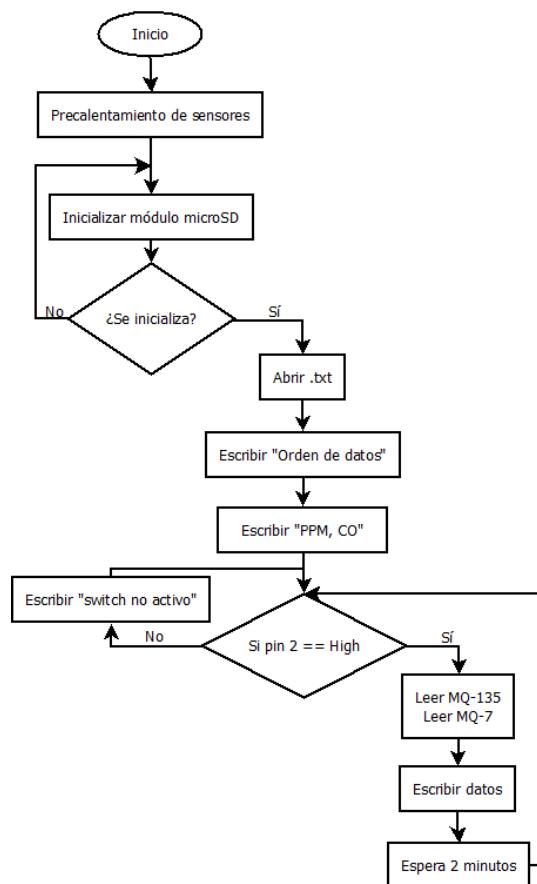 Inicio
Precalentamiento de sensores
Inicializar módulo microSD
¿Se inicializa?
No
Sí
Abrir .txt
Escribir "Orden de datos"
Escribir "PPM, CO"
Escribir "switch no activo"
Si pin 2 == High
No
Sí
Leer MQ-135
Leer MQ-7
Escribir datos
Espera 2 minutos